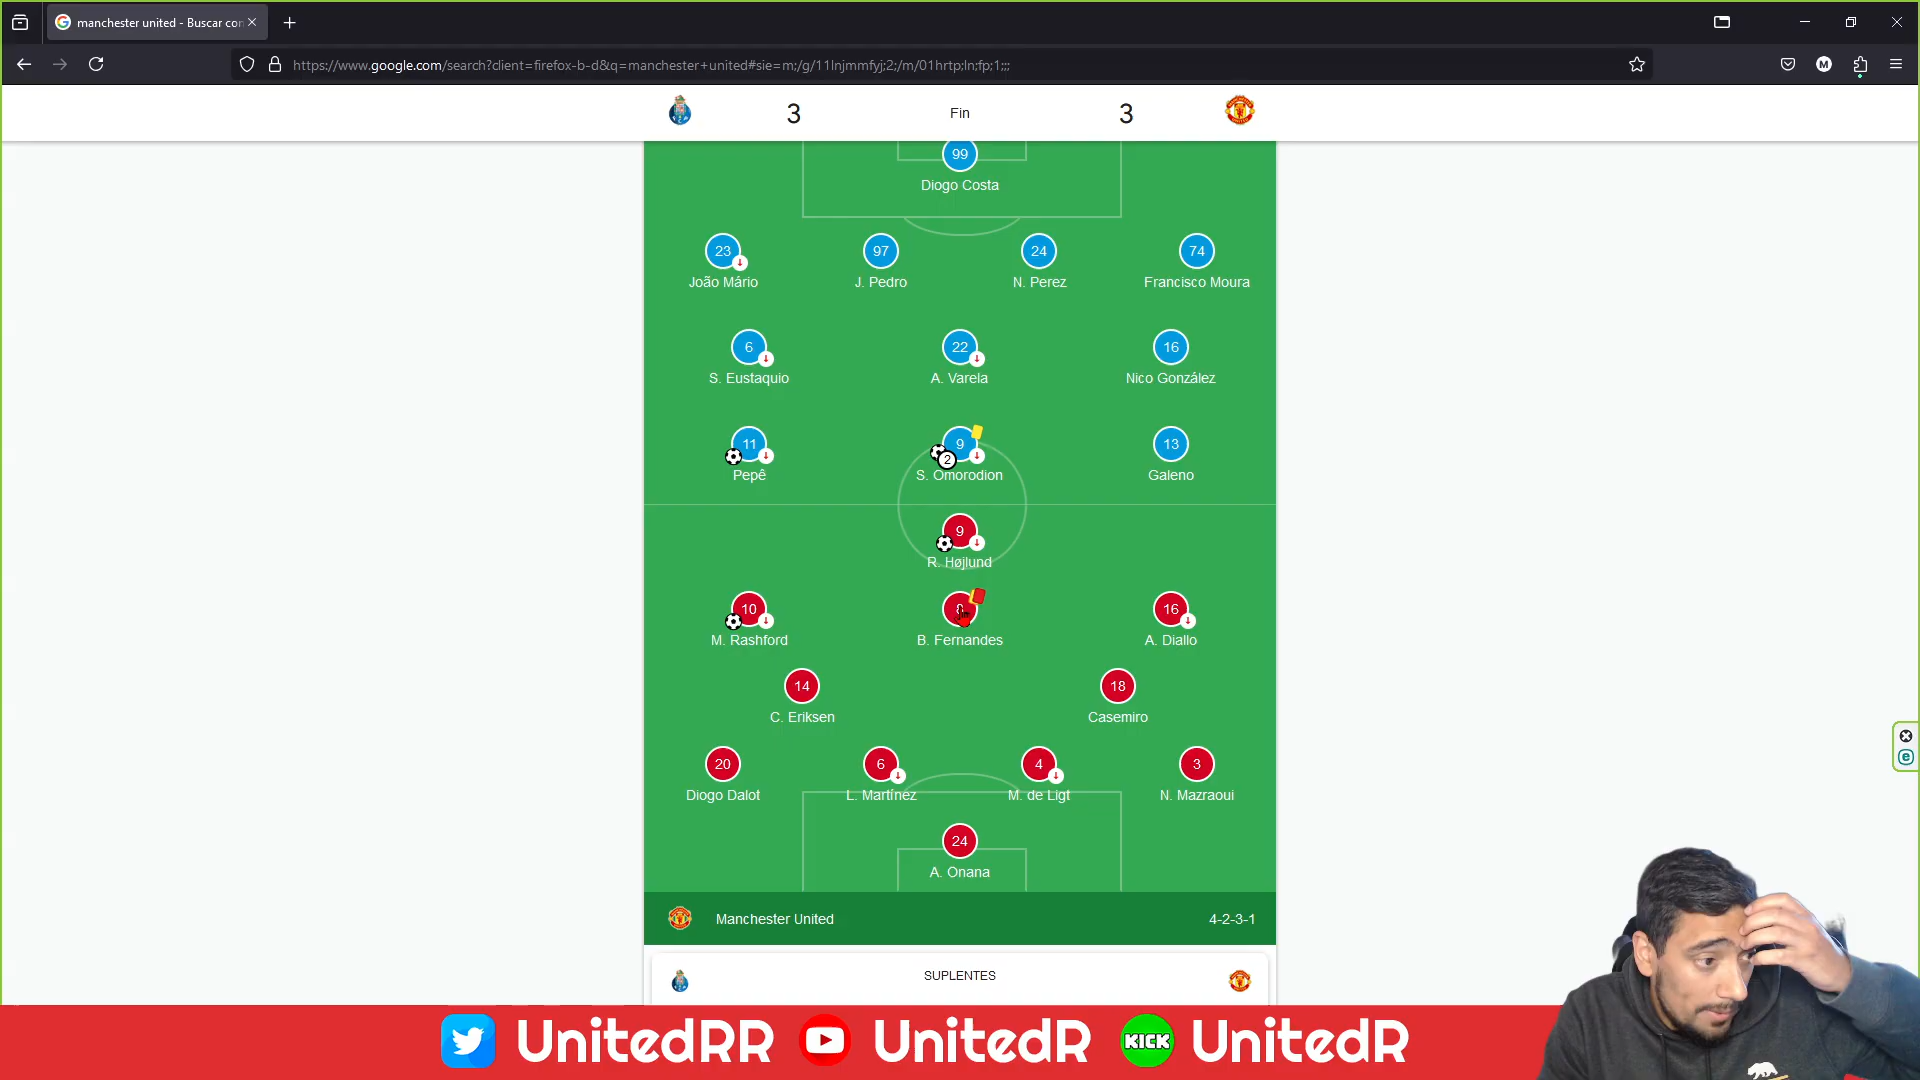 manchester united - Buscar con
https://www.google.com/search?client=firefox-b-d&q=manchester+united#sie=m;/g/11lnjmmfyj;2;/m/01hrtp;ln;fp;1;;;
M
3 Fin 3
99
Diogo Costa
23 97 24 74
João Mário J. Pedro N. Perez Francisco Moura
6 22 16
S. Eustaquio A. Varela Nico González
11 9 13
2
Pepê S. Omorodion Galeno
9
R. Højlund
10 8 16
M. Rashford B. Fernandes A. Diallo
14 18
C. Eriksen Casemiro
20 6 4 3
Diogo Dalot L. Martínez M. de Ligt N. Mazraoui
24
A. Onana
Manchester United 4-2-3-1
SUPLENTES
UnitedRR UnitedR KICK UnitedR